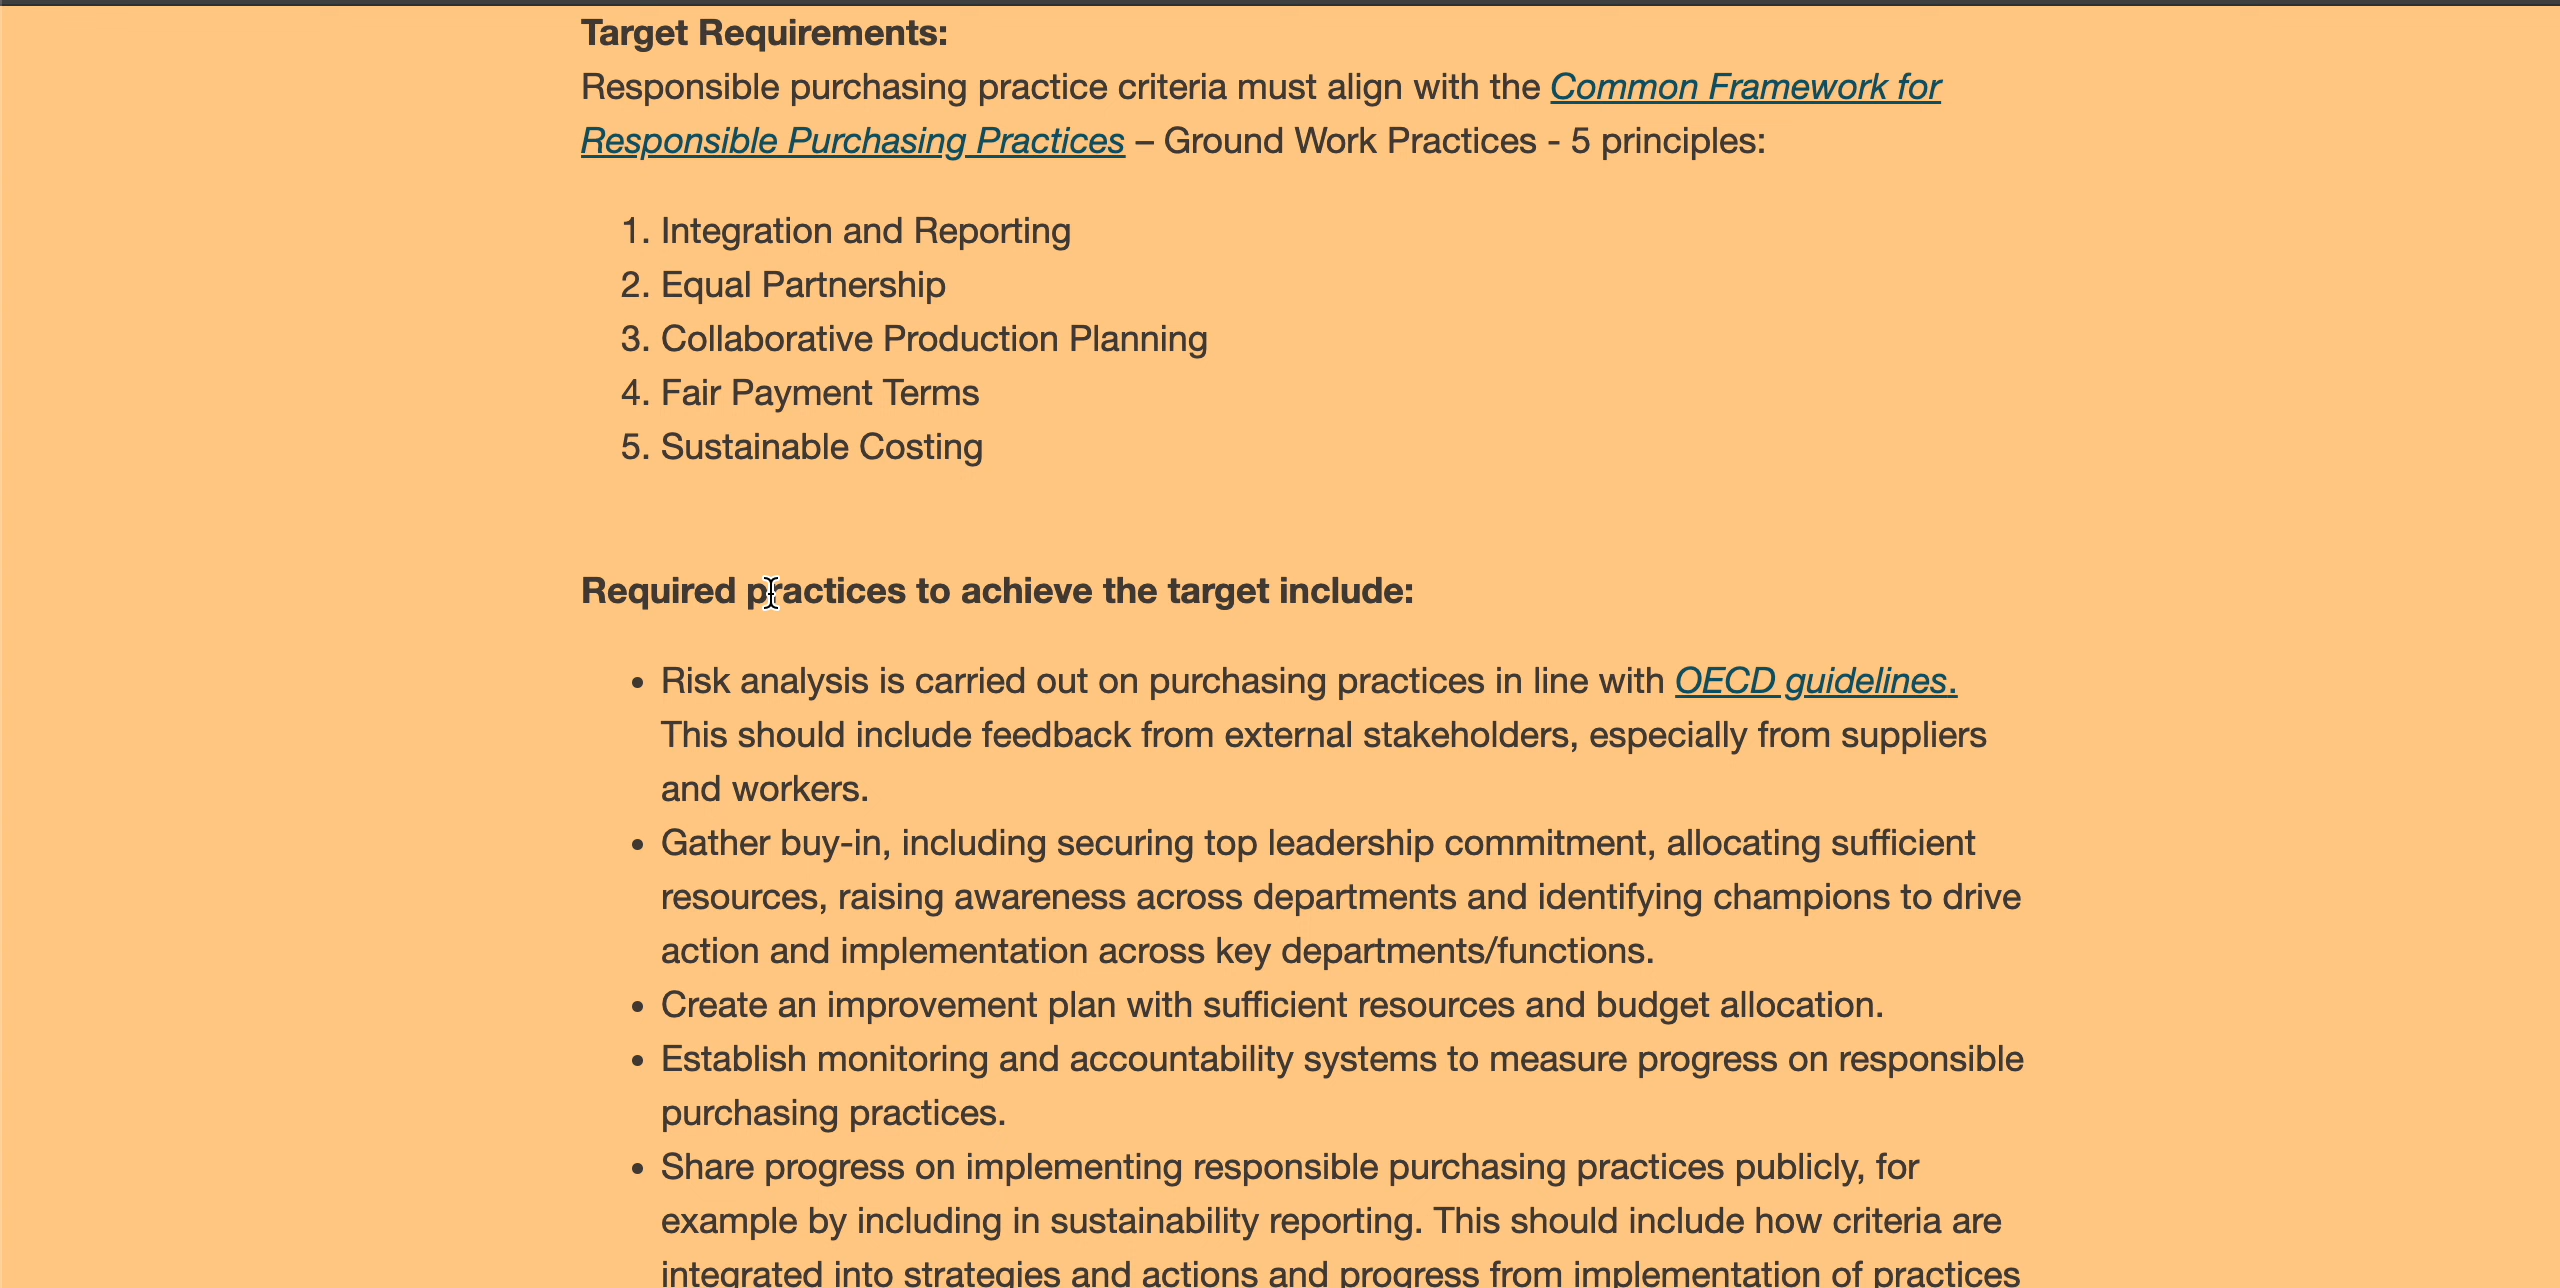 Target Requirements:
Responsible purchasing practice criteria must align with the Common Framework for
Responsible Purchasing Practices – Ground Work Practices - 5 principles:
1. Integration and Reporting
2. Equal Partnership
3. Collaborative Production Planning
4. Fair Payment Terms
5. Sustainable Costing
Required practices to achieve the target include:
• Risk analysis is carried out on purchasing practices in line with OECD guidelines.
This should include feedback from external stakeholders, especially from suppliers
and workers.
• Gather buy-in, including securing top leadership commitment, allocating sufficient
resources, raising awareness across departments and identifying champions to drive
action and implementation across key departments/functions.
• Create an improvement plan with sufficient resources and budget allocation.
• Establish monitoring and accountability systems to measure progress on responsible
purchasing practices.
• Share progress on implementing responsible purchasing practices publicly, for
example by including in sustainability reporting. This should include how criteria are
integrated into strategies and actions and progress from implementation of practices